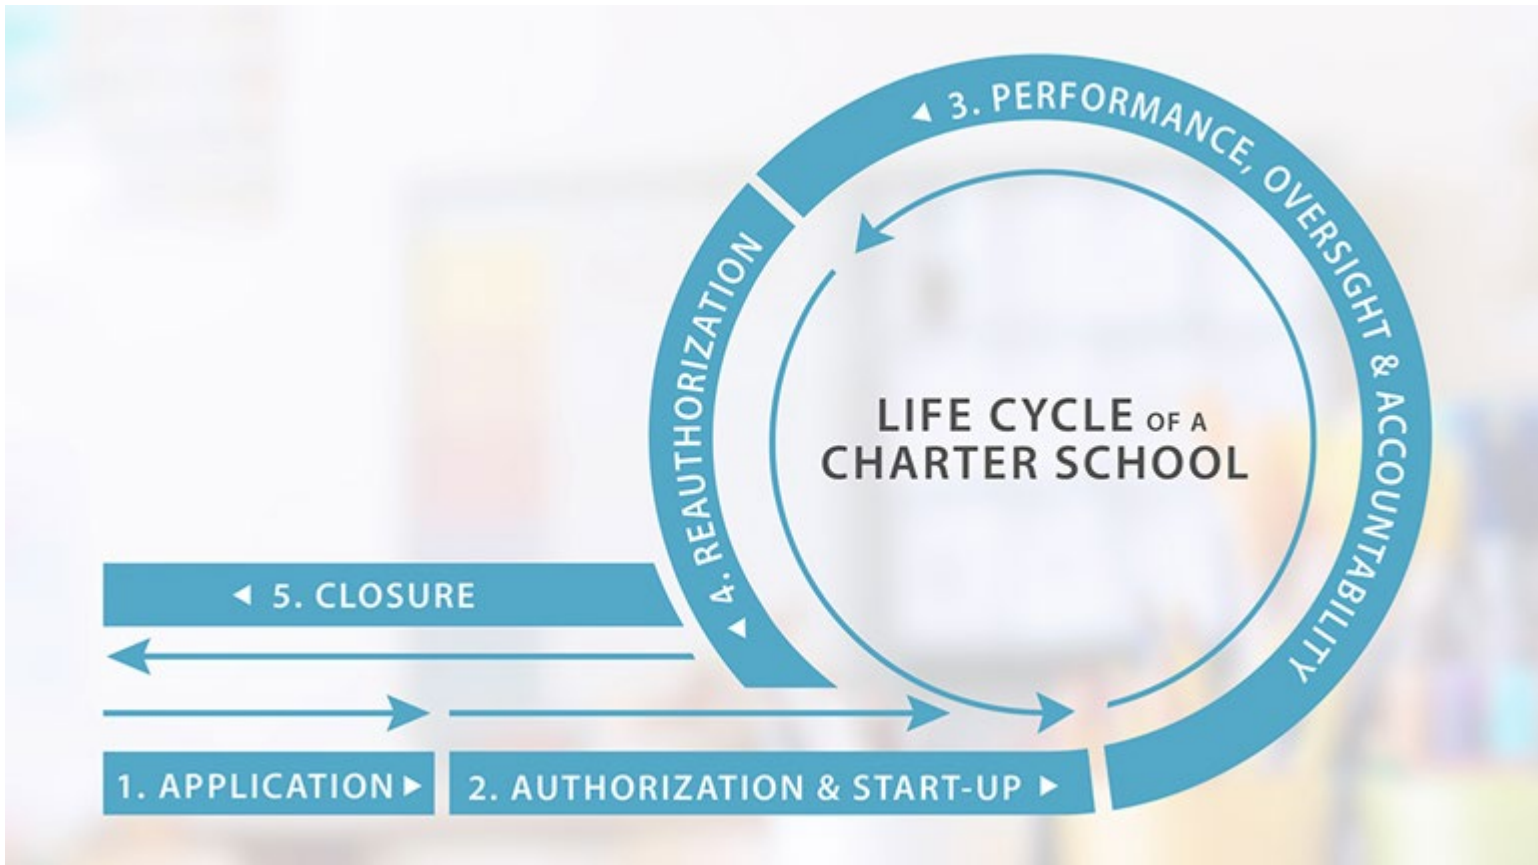 ◄ 3. PERFORMANCE, OVERSIGHT & ACCOUNTABILITY
◄ 4. REAUTHORIZATION
LIFE CYCLE OF A
CHARTER SCHOOL
◄ 5. CLOSURE
1. APPLICATION ►
2. AUTHORIZATION & START-UP ►